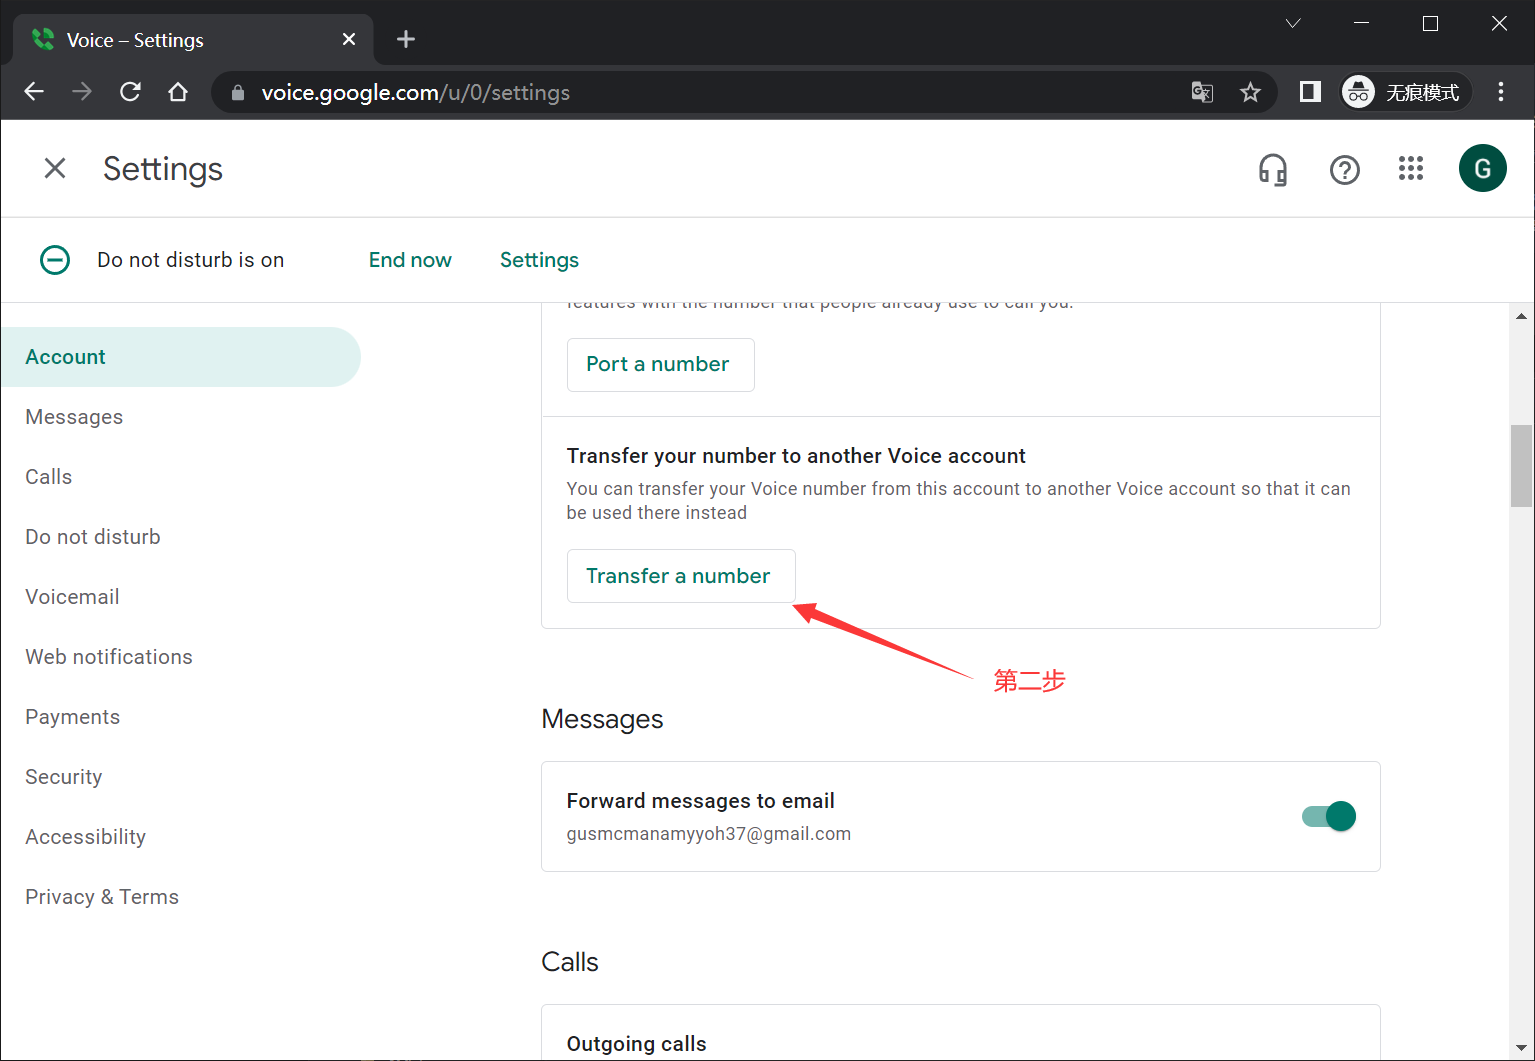 Voice – Settings
voice.google.com/u/0/settings
无痕模式
Settings
G
Do not disturb is on
End now
Settings
features with the number that people already use to call you.
Account
Port a number
Messages
Transfer your number to another Voice account
Calls
You can transfer your Voice number from this account to another Voice account so that it can
be used there instead
Do not disturb
Transfer a number
Voicemail
Web notifications
第二步
Payments
Messages
Security
Forward messages to email
gusmcmanamyyoh37@gmail.com
Accessibility
Privacy & Terms
Calls
Outgoing calls